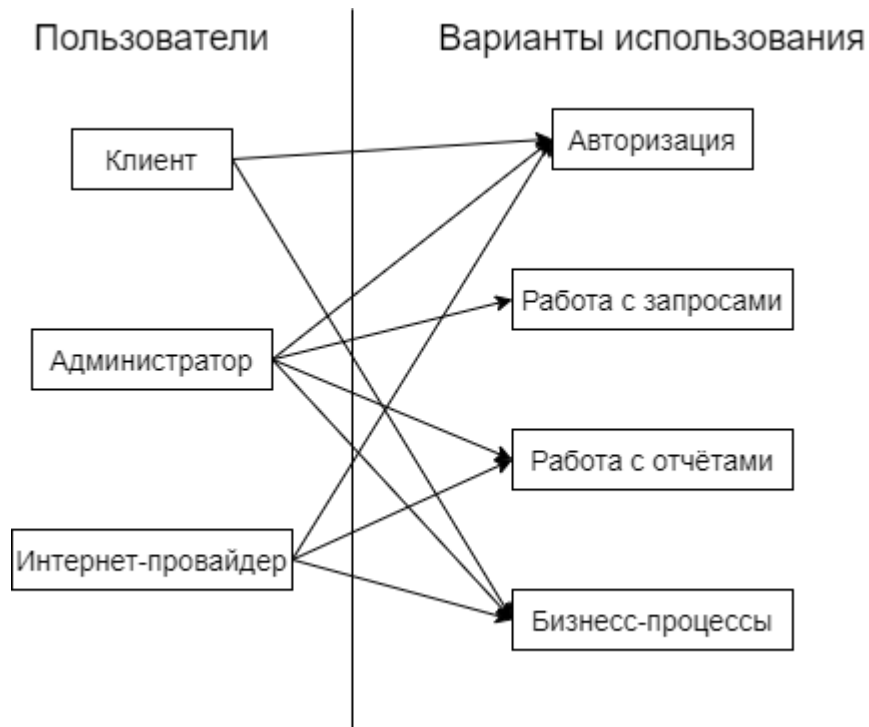 Пользователи
Варианты использования
Клиент
Авторизация
Работа с запросами
Администратор
Работа с отчётами
Интернет-провайдер
Бизнесс-процессы